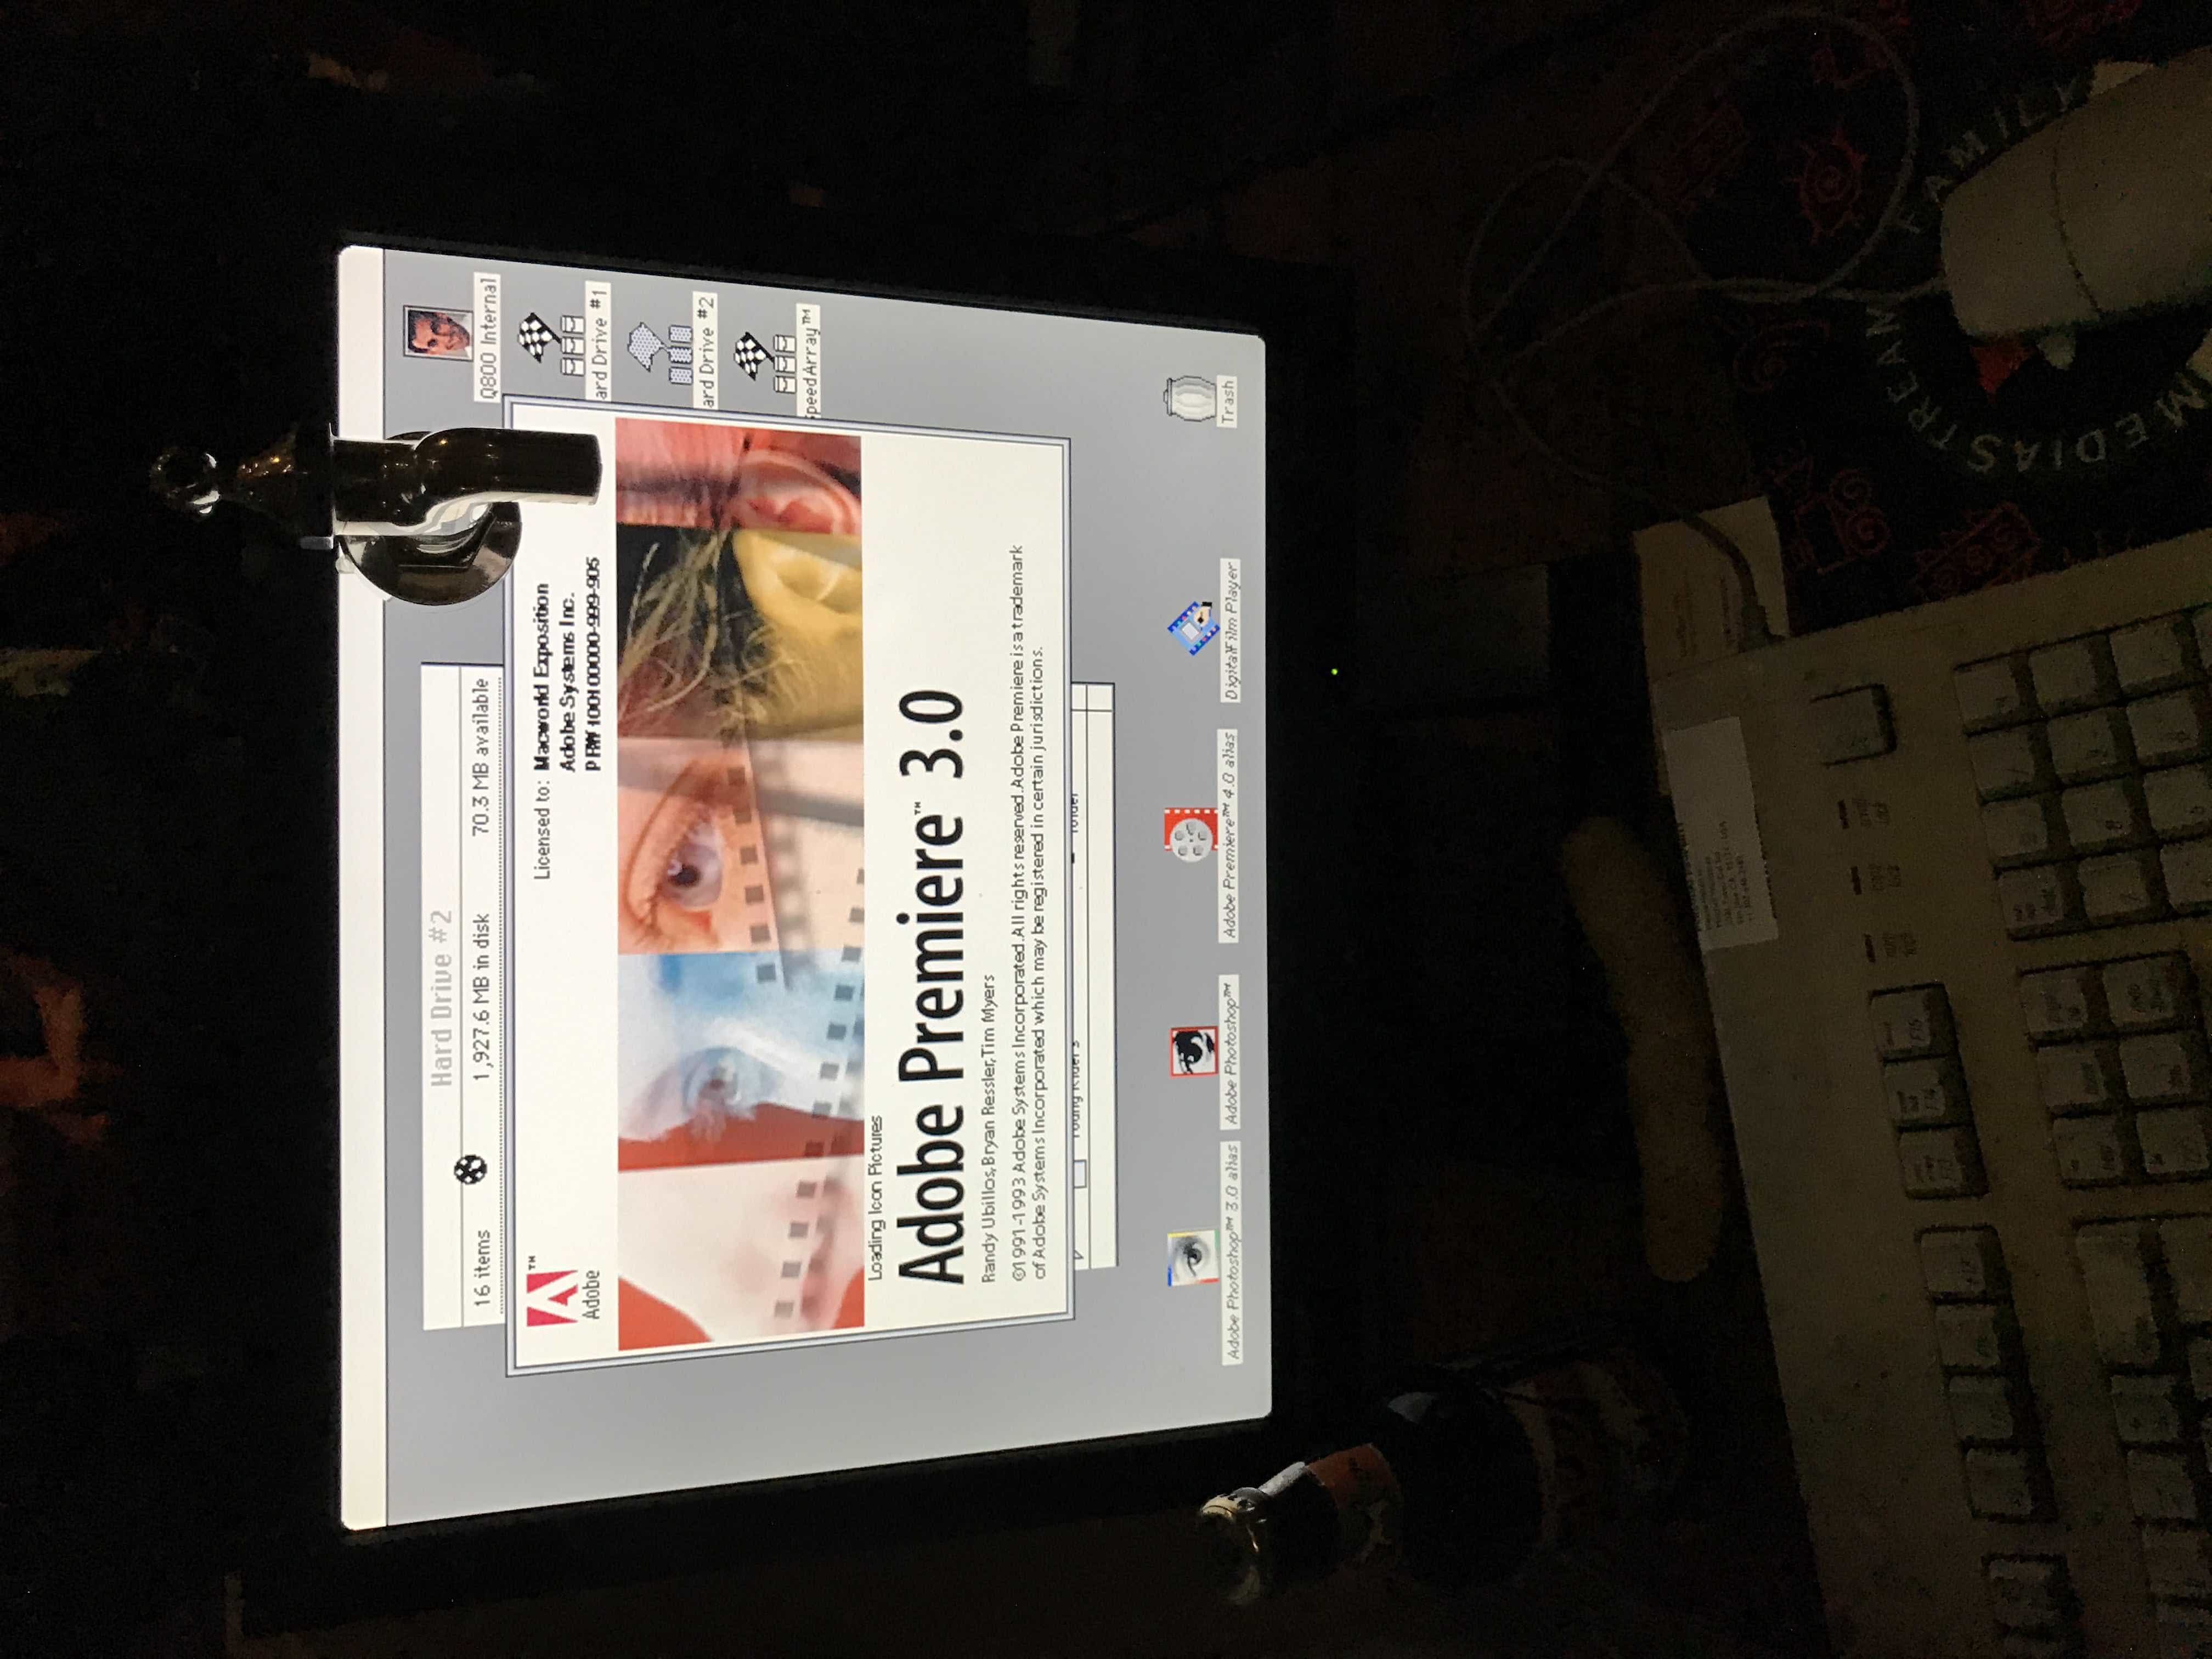 Hard Drive #2
16 items 1,927.6 MB in disk 70.3 MB available
Q800 Internal
ard Drive #1
ard Drive #2
peedArray™
™
Adobe
Licensed to: Macworld Exposition
Adobe Systems Inc.
PRW100100000-999-905
Loading Icon Pictures
Adobe Premiere™ 3.0
Randy Ubillos, Bryan Ressler, Tim Myers
©1991-1993 Adobe Systems Incorporated. All rights reserved. Adobe Premiere is a trademark
of Adobe Systems Incorporated which may be registered in certain jurisdictions.
folder
Adobe Photoshop™ 3.0 alias
Adobe Photoshop™
Adobe Premiere™ 4.0 alias
DigitalFilm Player
Trash
F14
F15
MEDIASTREAM FAMILY